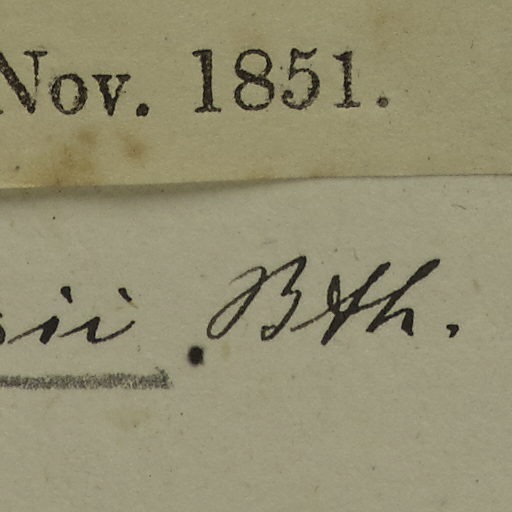 Nov. 1851.
sii Bth.